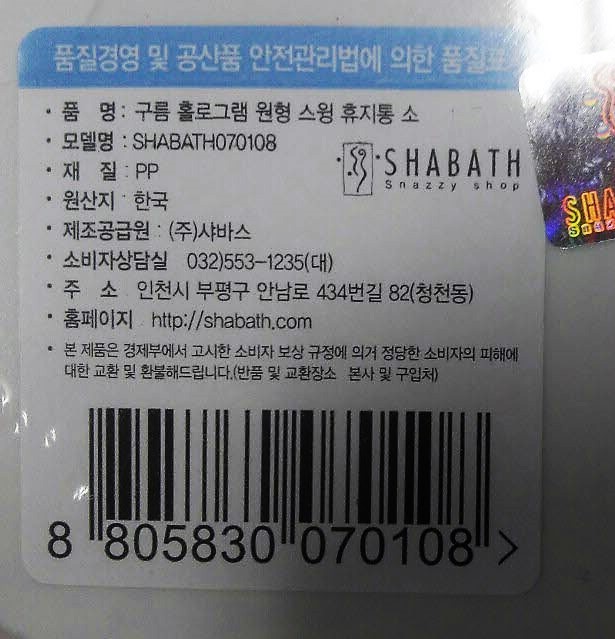 품질경영 및 공산품 안전관리법에 의한 품질표
· 품 명 : 구름 홀로그램 원형 스윙 휴지통 소
· 모델명 : SHABATH070108
· 재 질 : PP
· 원산지 : 한국
· 제조공급원 : (주)샤바스
· 소비자상담실 032)553-1235(대)
· 주 소 인천시 부평구 안남로 434번길 82(청천동)
· 홈페이지 http://shabath.com
· 본 제품은 경제부에서 고시한 소비자 보상 규정에 의거 정당한 소비자의 피해에
대한 교환 및 환불해드립니다.(반품 및 교환장소 본사 및 구입처)
SHABATH
Snazzy shop
SHA
8 805830 070108 >